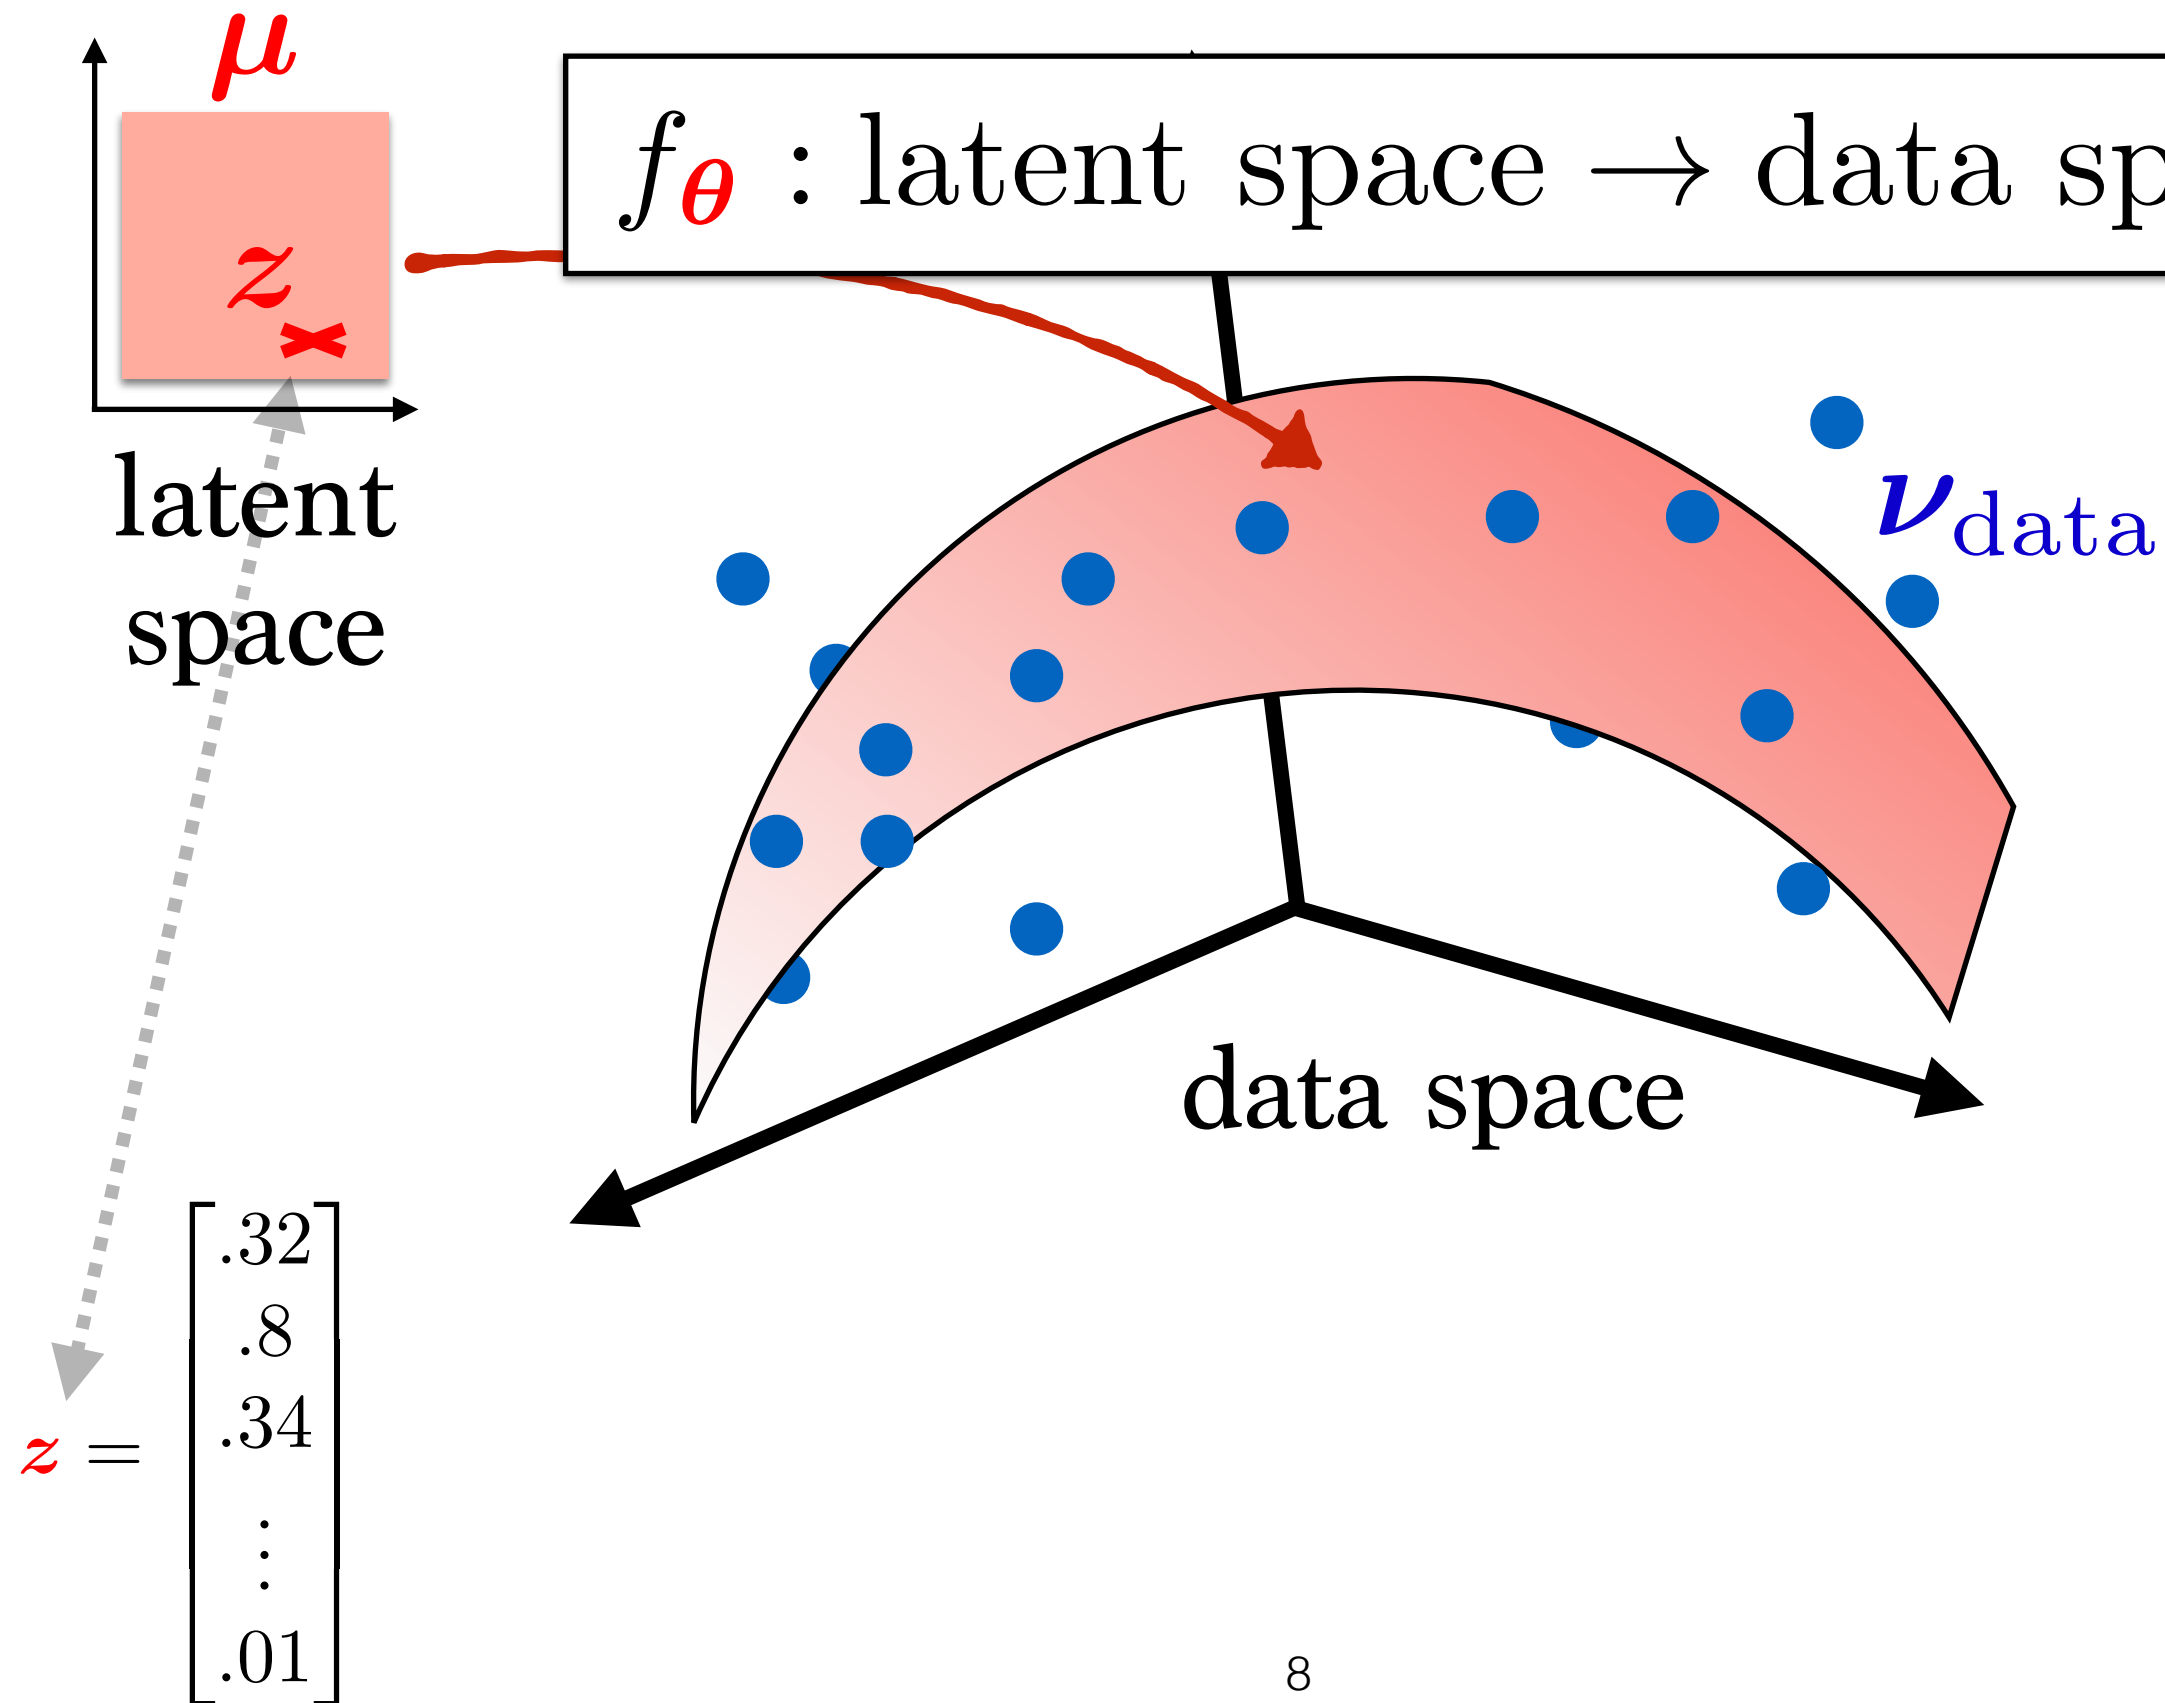 μ
f_θ : latent space → data sp
z
latent
space
ν_data
data space
z = [.32 .8 .34 ⋮ .01]
8